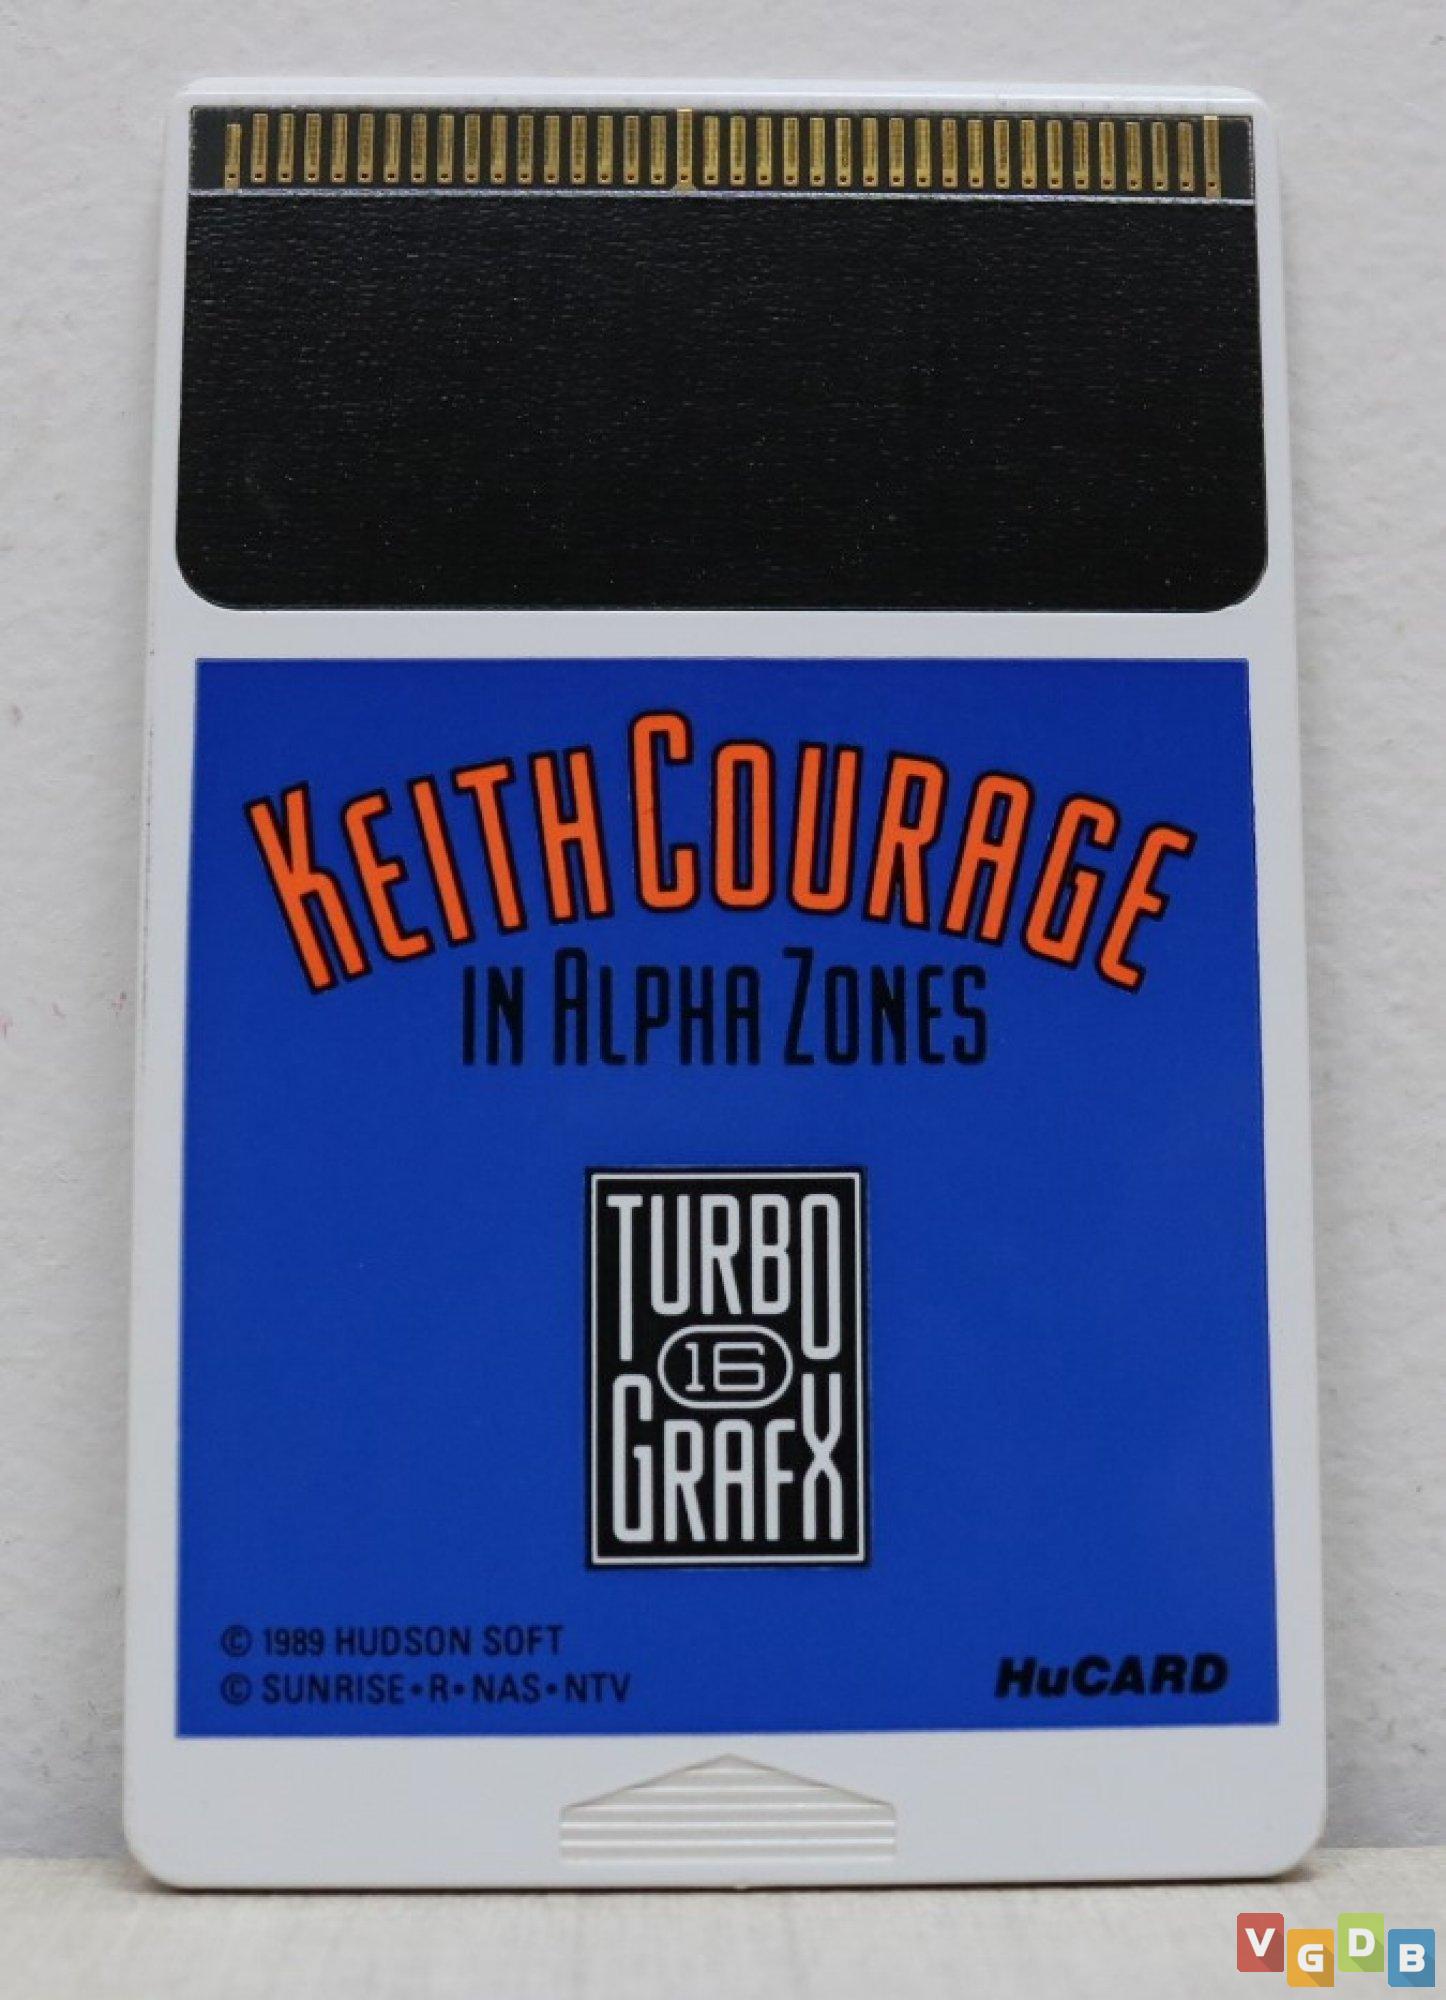 KEITH COURAGE
IN ALPHA ZONES
TURBO
16
GRAFX
© 1989 HUDSON SOFT
© SUNRISE•R•NAS•NTV
HuCARD
VGDB